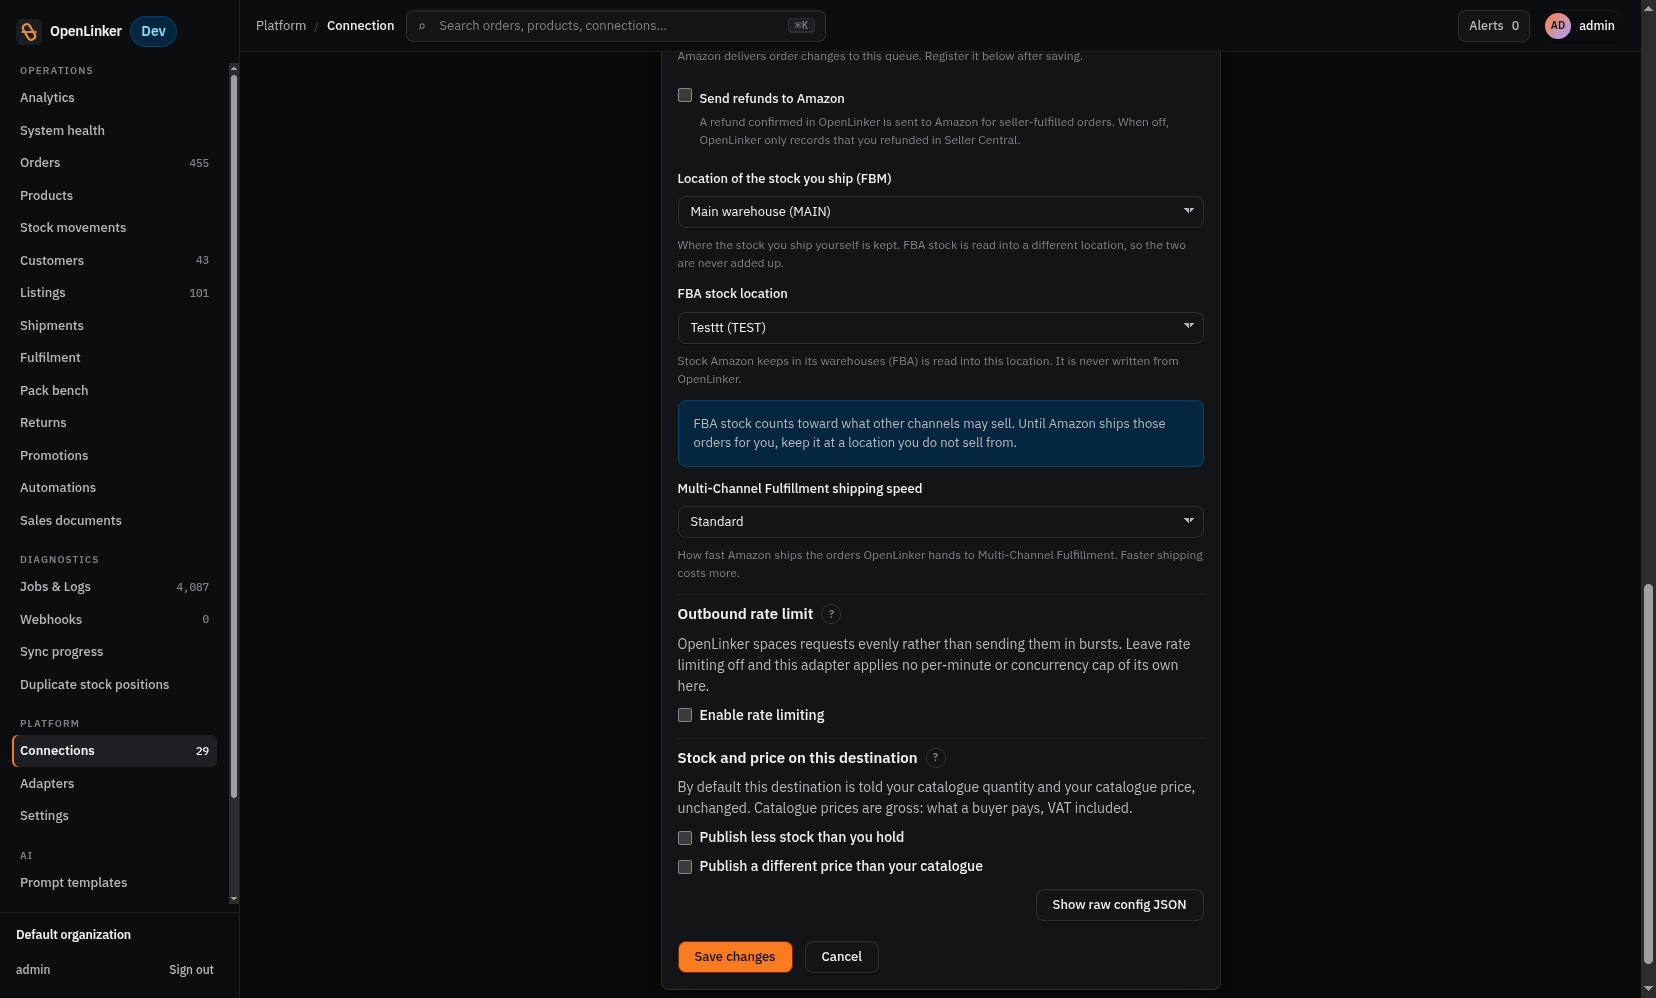 OpenLinker Dev
OPERATIONS
Analytics
System health
Orders 455
Products
Stock movements
Customers 43
Listings 101
Shipments
Fulfilment
Pack bench
Returns
Promotions
Automations
Sales documents
DIAGNOSTICS
Jobs & Logs 4,087
Webhooks 0
Sync progress
Duplicate stock positions
PLATFORM
Connections 29
Adapters
Settings
AI
Prompt templates
Default organization
admin Sign out
Platform / Connection
Search orders, products, connections... ⌘K
Alerts 0
AD admin
Amazon delivers order changes to this queue. Register it below after saving.
Send refunds to Amazon
A refund confirmed in OpenLinker is sent to Amazon for seller-fulfilled orders. When off,
OpenLinker only records that you refunded in Seller Central.
Location of the stock you ship (FBM)
Main warehouse (MAIN)
Where the stock you ship yourself is kept. FBA stock is read into a different location, so the two
are never added up.
FBA stock location
Testtt (TEST)
Stock Amazon keeps in its warehouses (FBA) is read into this location. It is never written from
OpenLinker.
FBA stock counts toward what other channels may sell. Until Amazon ships those
orders for you, keep it at a location you do not sell from.
Multi-Channel Fulfillment shipping speed
Standard
How fast Amazon ships the orders OpenLinker hands to Multi-Channel Fulfillment. Faster shipping
costs more.
Outbound rate limit ?
OpenLinker spaces requests evenly rather than sending them in bursts. Leave rate
limiting off and this adapter applies no per-minute or concurrency cap of its own
here.
Enable rate limiting
Stock and price on this destination ?
By default this destination is told your catalogue quantity and your catalogue price,
unchanged. Catalogue prices are gross: what a buyer pays, VAT included.
Publish less stock than you hold
Publish a different price than your catalogue
Show raw config JSON
Save changes Cancel